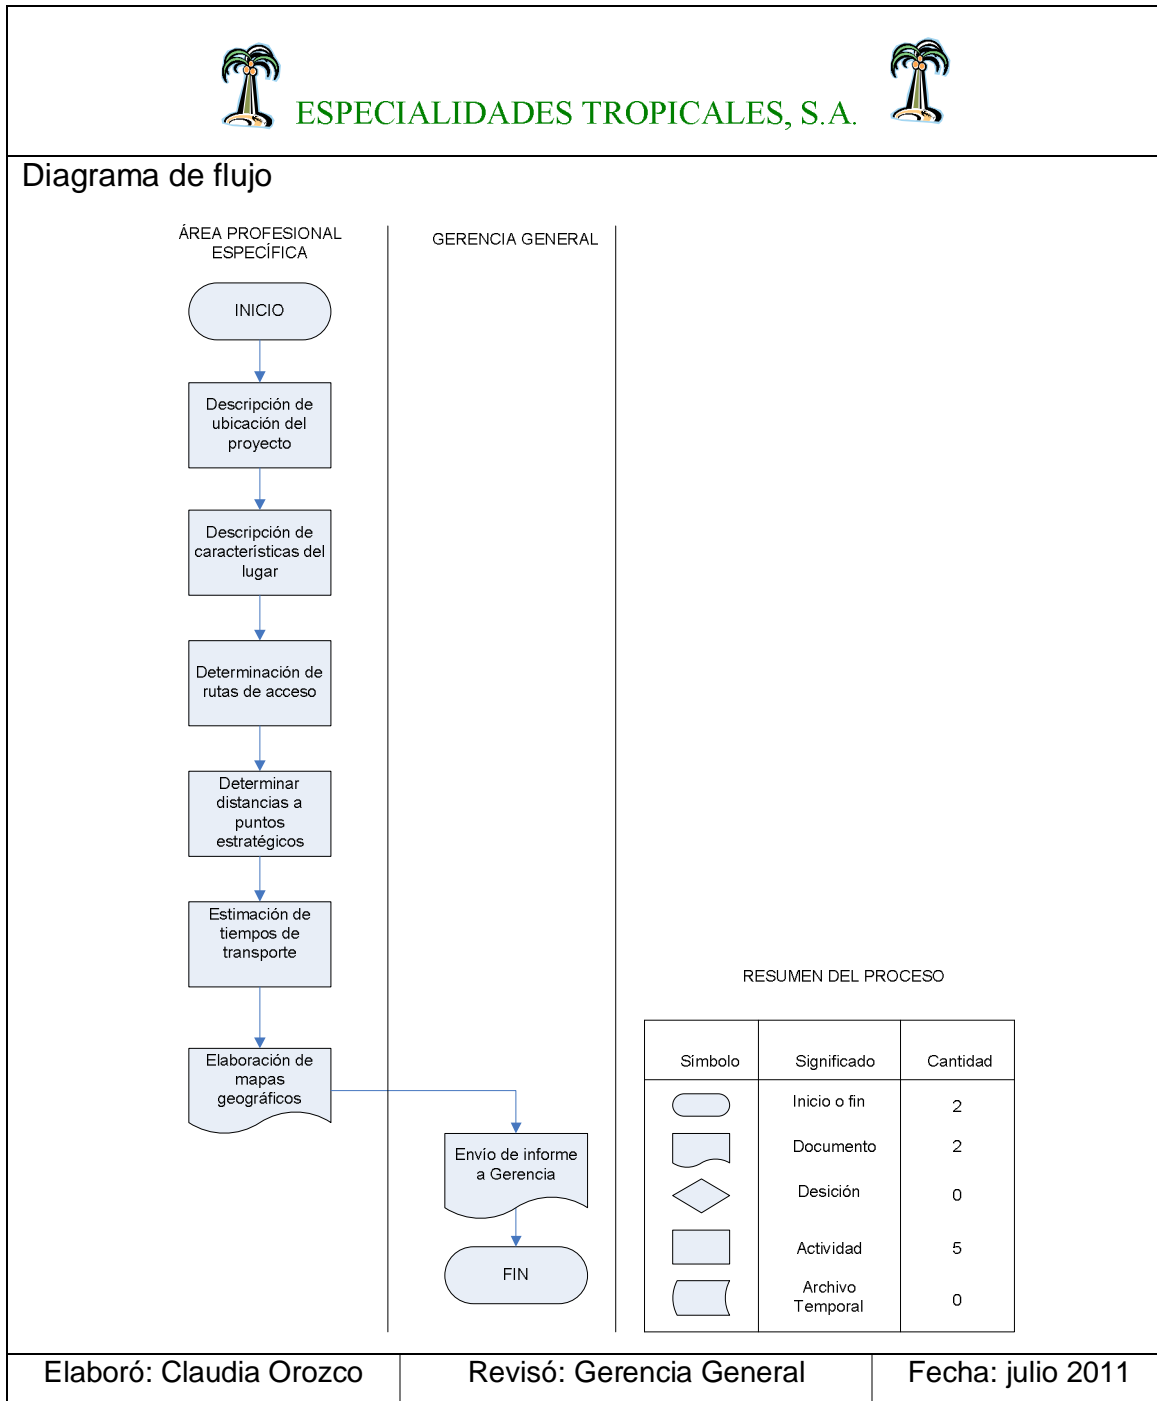 ESPECIALIDADES TROPICALES, S.A.
Diagrama de flujo
ÁREA PROFESIONAL
ESPECÍFICA
GERENCIA GENERAL
INICIO
Descripción de
ubicación del
proyecto
Descripción de
características del
lugar
Determinación de
rutas de acceso
Determinar
distancias a
puntos
estratégicos
Estimación de
tiempos de
transporte
Elaboración de
mapas
geográficos
Envío de informe
a Gerencia
FIN
RESUMEN DEL PROCESO
Símbolo Significado Cantidad
Inicio o fin 2
Documento 2
Desición 0
Actividad 5
Archivo
Temporal 0
Elaboró: Claudia Orozco Revisó: Gerencia General Fecha: julio 2011